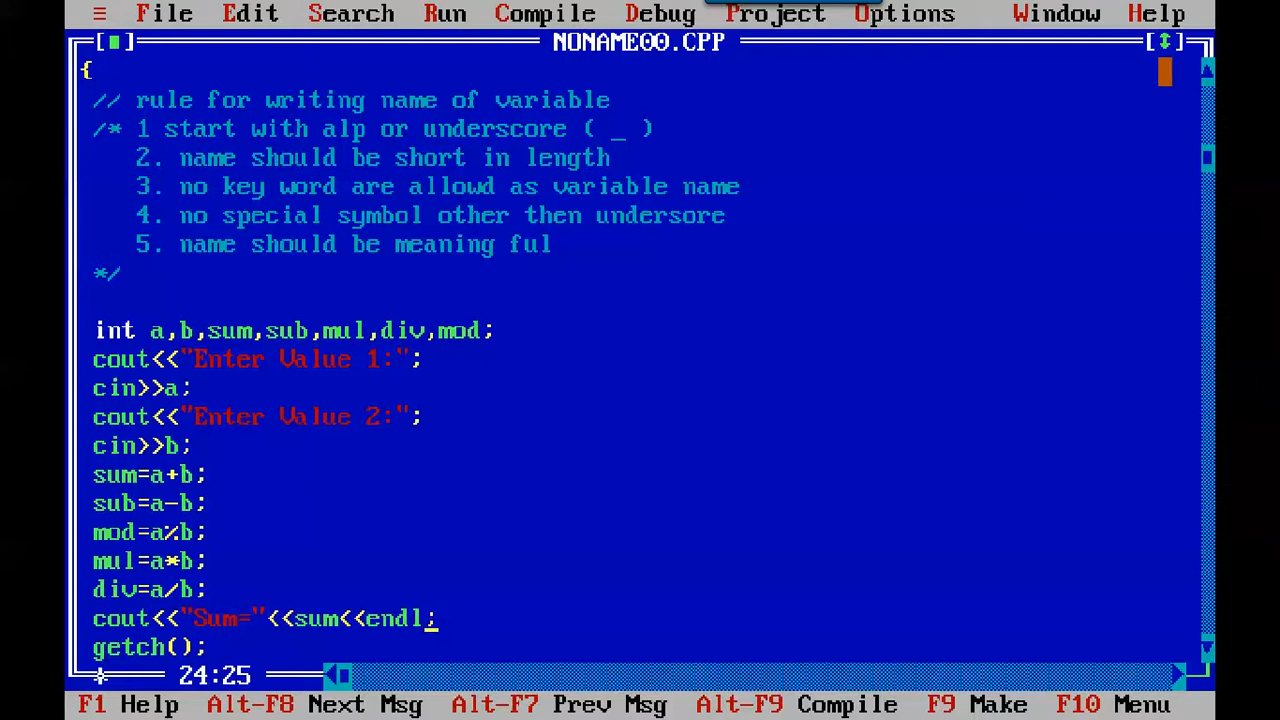 ≡ File Edit Search Run Compile Debug Project Options Window Help
[■] NONAME00.CPP [↕]
{
// rule for writing name of variable
/* 1 start with alp or underscore ( _ )
2. name should be short in length
3. no key word are allowd as variable name
4. no special symbol other then undersore
5. name should be meaning ful
*/
int a,b,sum,sub,mul,div,mod;
cout<<"Enter Value 1:";
cin>>a;
cout<<"Enter Value 2:";
cin>>b;
sum=a+b;
sub=a-b;
mod=a%b;
mul=a*b;
div=a/b;
cout<<"Sum="<<sum<<endl;
getch();
24:25
F1 Help Alt-F8 Next Msg Alt-F7 Prev Msg Alt-F9 Compile F9 Make F10 Menu